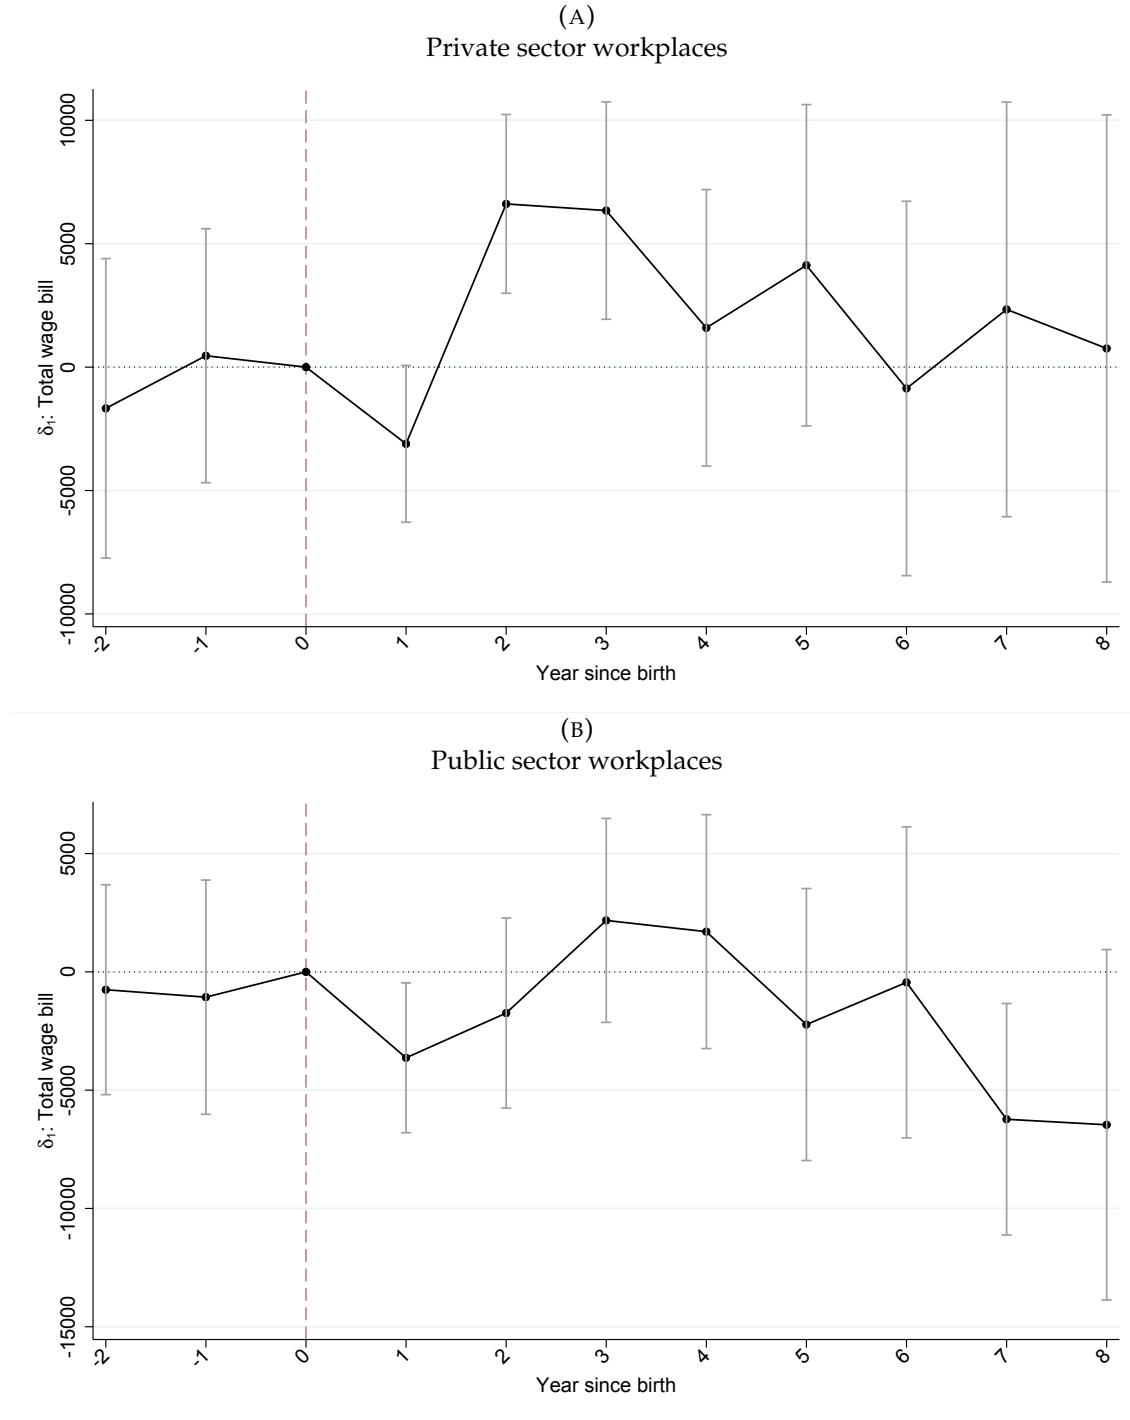 (A)
Private sector workplaces
δ1: Total wage bill
10000
5000
0
-5000
-10000
-2 -1 0 1 2 3 4 5 6 7 8
Year since birth
(B)
Public sector workplaces
δ1: Total wage bill
5000
0
-5000
-10000
-15000
-2 -1 0 1 2 3 4 5 6 7 8
Year since birth